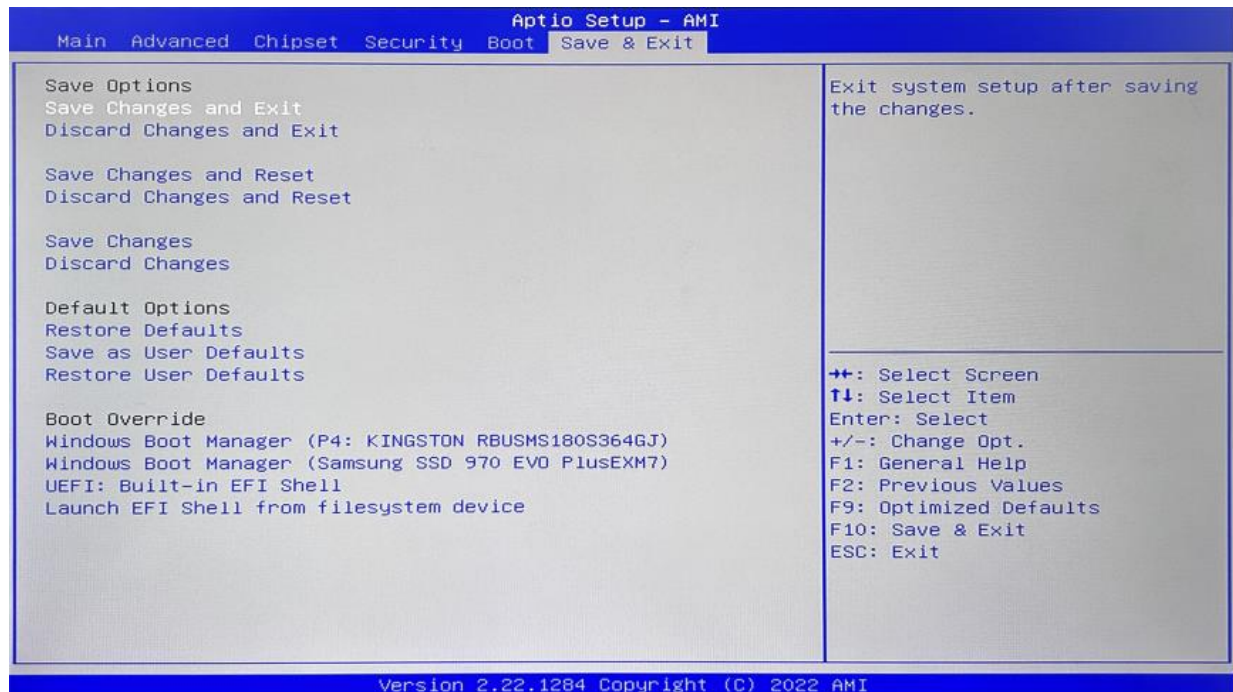 Aptio Setup – AMI
Main Advanced Chipset Security Boot Save & Exit
Save Options
Save Changes and Exit
Discard Changes and Exit
Save Changes and Reset
Discard Changes and Reset
Save Changes
Discard Changes
Default Options
Restore Defaults
Save as User Defaults
Restore User Defaults
Boot Override
Windows Boot Manager (P4: KINGSTON RBUSMS180S364GJ)
Windows Boot Manager (Samsung SSD 970 EVO PlusEXM7)
UEFI: Built-in EFI Shell
Launch EFI Shell from filesystem device
Exit system setup after saving
the changes.
→←: Select Screen
↑↓: Select Item
Enter: Select
+/-: Change Opt.
F1: General Help
F2: Previous Values
F9: Optimized Defaults
F10: Save & Exit
ESC: Exit
Version 2.22.1284 Copyright (C) 2022 AMI